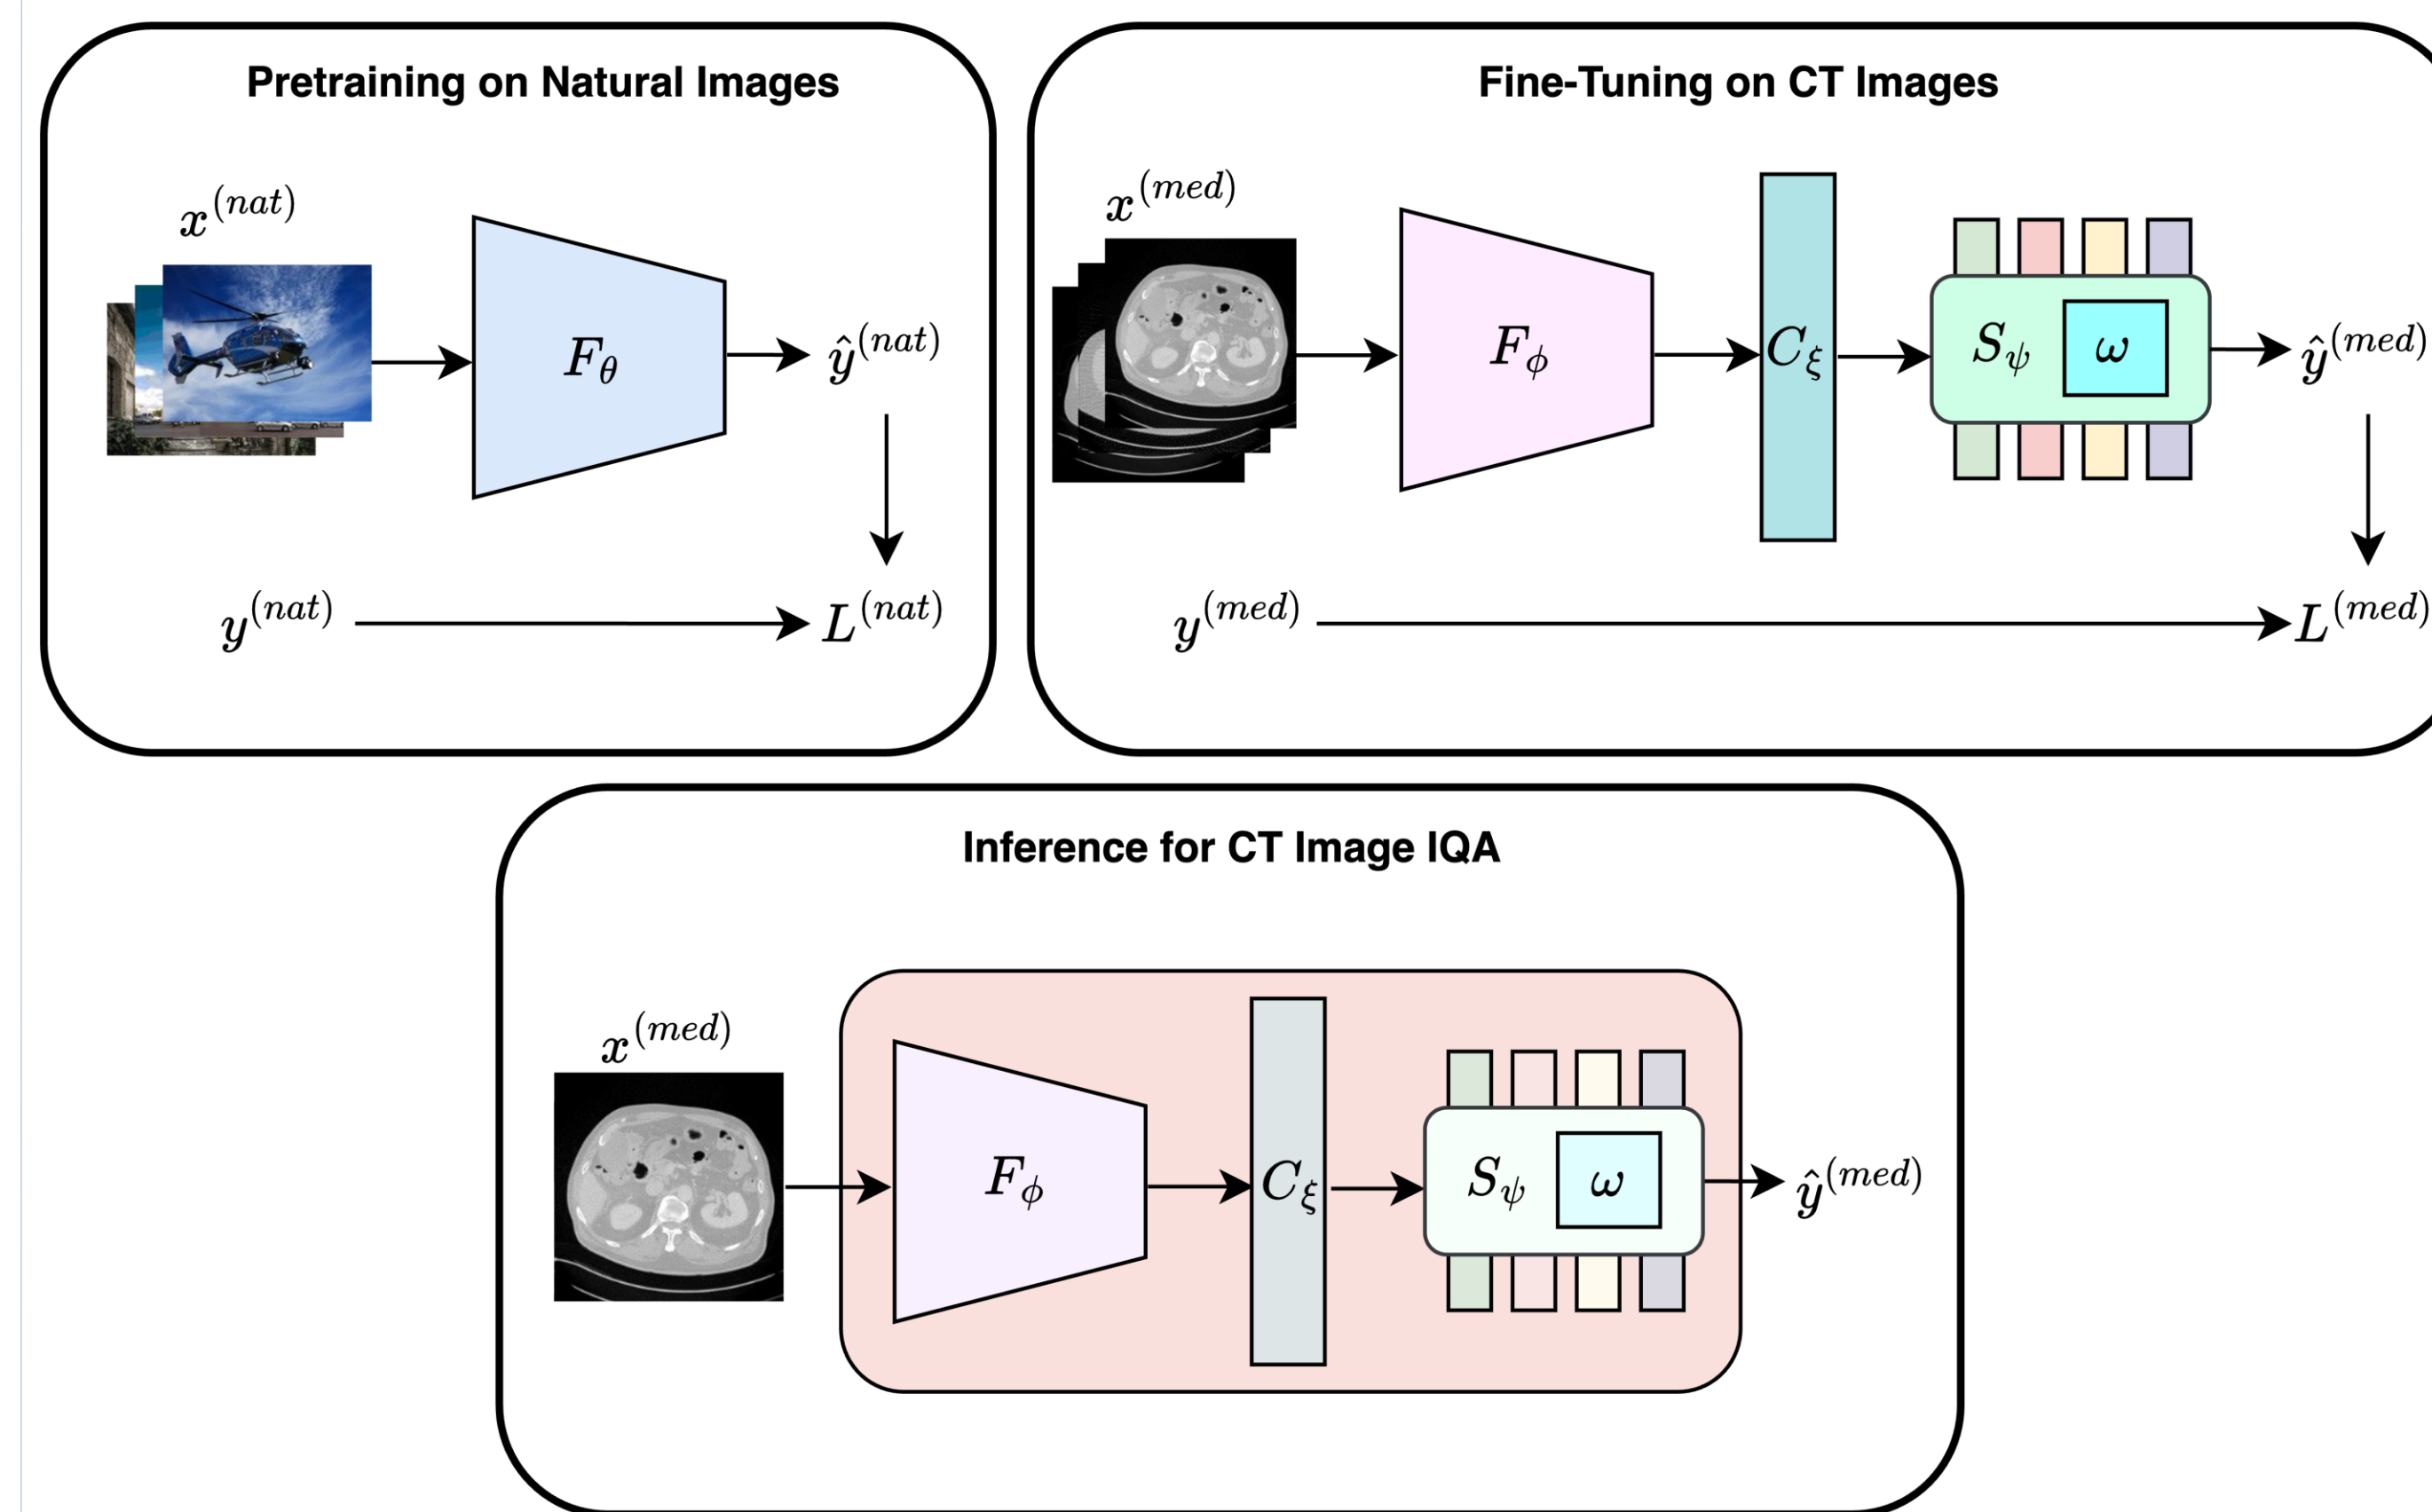 Pretraining on Natural Images
x^(nat)
F_θ
ŷ^(nat)
y^(nat)
L^(nat)
Fine-Tuning on CT Images
x^(med)
F_ϕ
C_ξ
S_ψ
ω
ŷ^(med)
y^(med)
L^(med)
Inference for CT Image IQA
x^(med)
F_ϕ
C_ξ
S_ψ
ω
ŷ^(med)